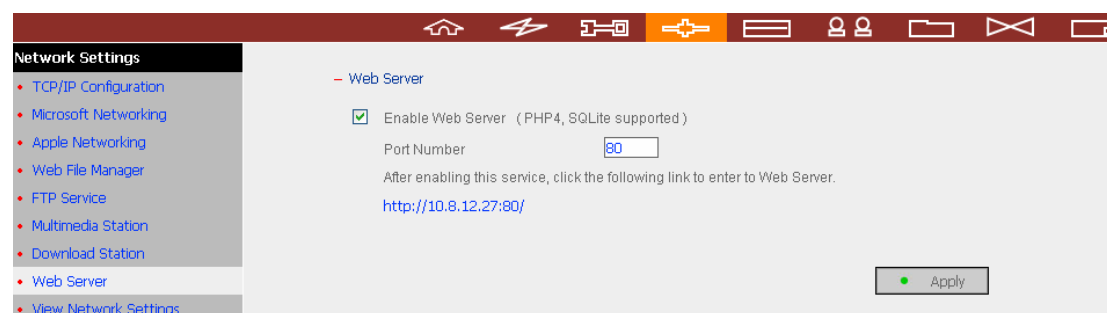 Network Settings
TCP/IP Configuration
Microsoft Networking
Apple Networking
Web File Manager
FTP Service
Multimedia Station
Download Station
Web Server
View Network Settings
– Web Server
Enable Web Server ( PHP4, SQLite supported )
Port Number 80
After enabling this service, click the following link to enter to Web Server.
http://10.8.12.27:80/
Apply